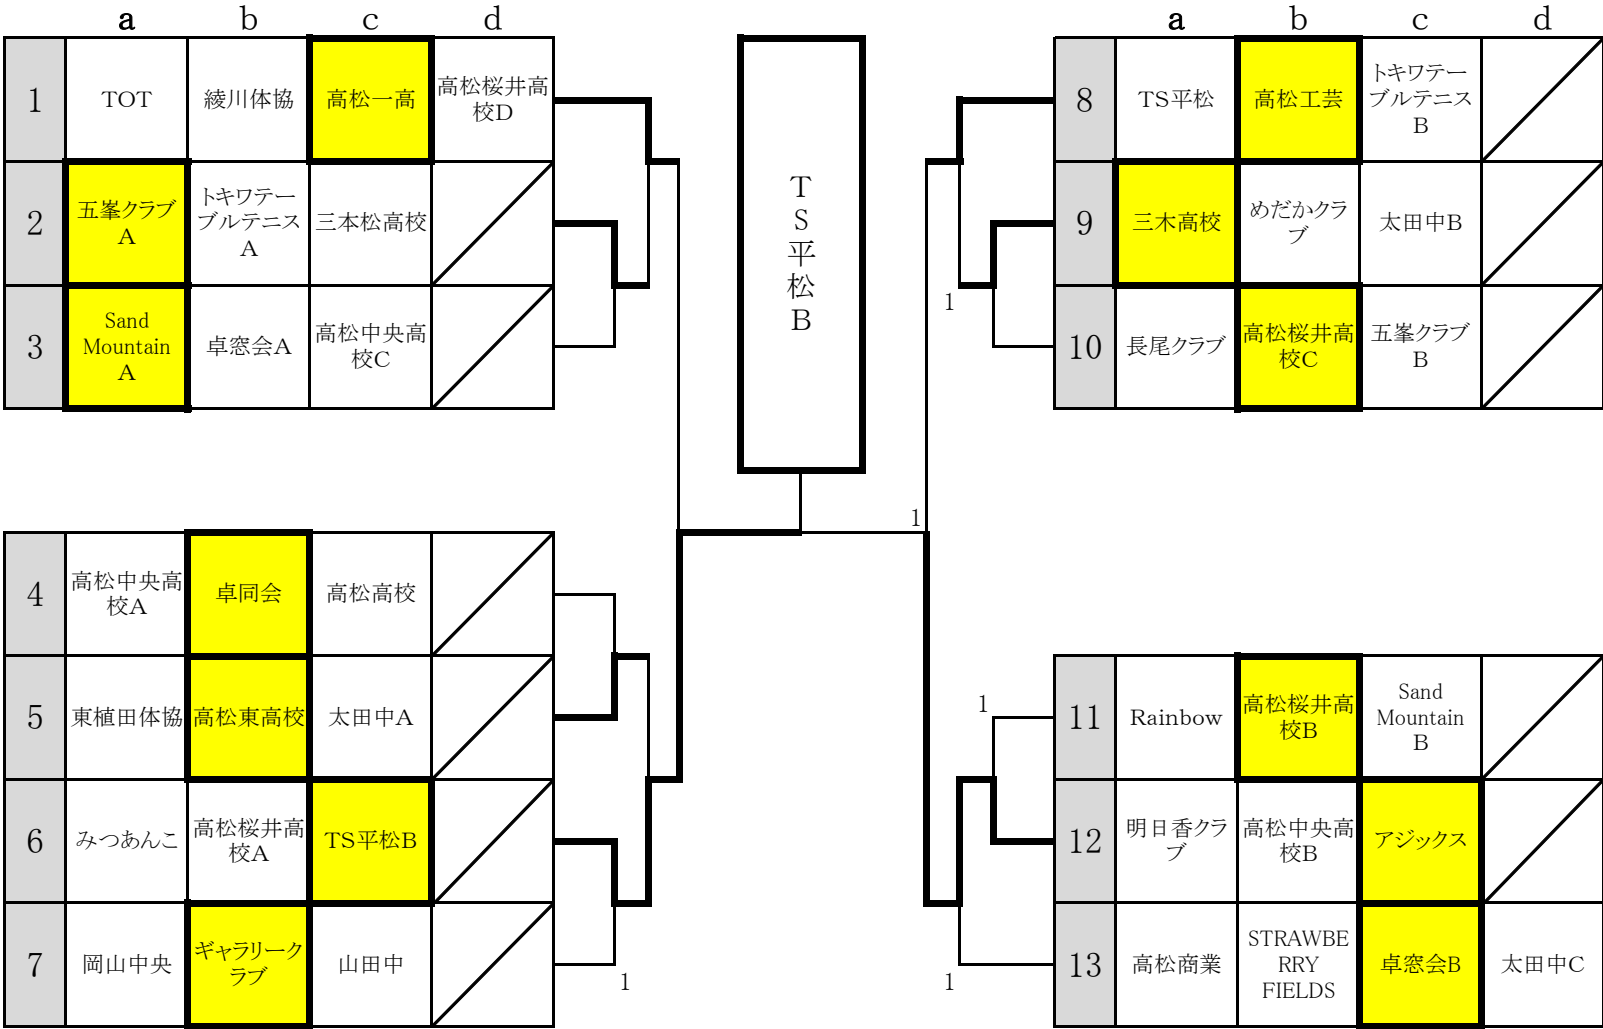 a b c d
1 TOT 綾川体協 高松一高 高松桜井高
校D
2 五峯クラブ
A トキワテー
ブルテニス
A 三本松高校
3 Sand
Mountain
A 卓窓会A 高松中央高
校C
TS平松B
a b c d
8 TS平松 高松工芸 トキワテー
ブルテニス
B
9 三木高校 めだかクラ
ブ 太田中B
1
10 長尾クラブ 高松桜井高
校C 五峯クラブ
B
1
4 高松中央高
校A 卓同会 高松高校
5 東植田体協 高松東高校 太田中A
6 みつあんこ 高松桜井高
校A TS平松B
7 岡山中央 ギャラリーク
ラブ 山田中
1
1
11 Rainbow 高松桜井高
校B Sand
Mountain
B
12 明日香クラ
ブ 高松中央高
校B アジックス
13 高松商業 STRAWBE
RRY
FIELDS 卓窓会B 太田中C
1